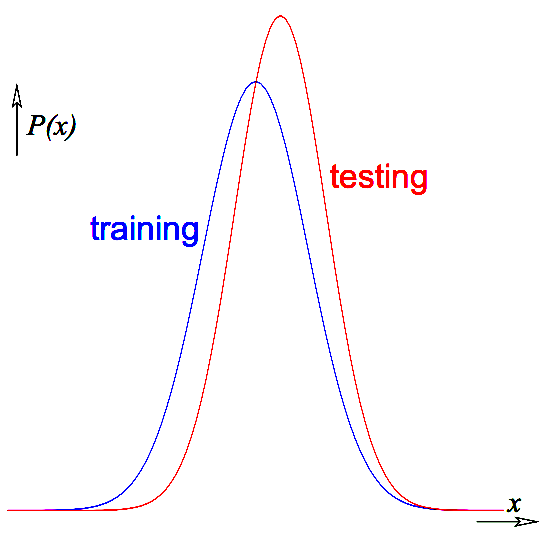 P(x)
testing
training
x